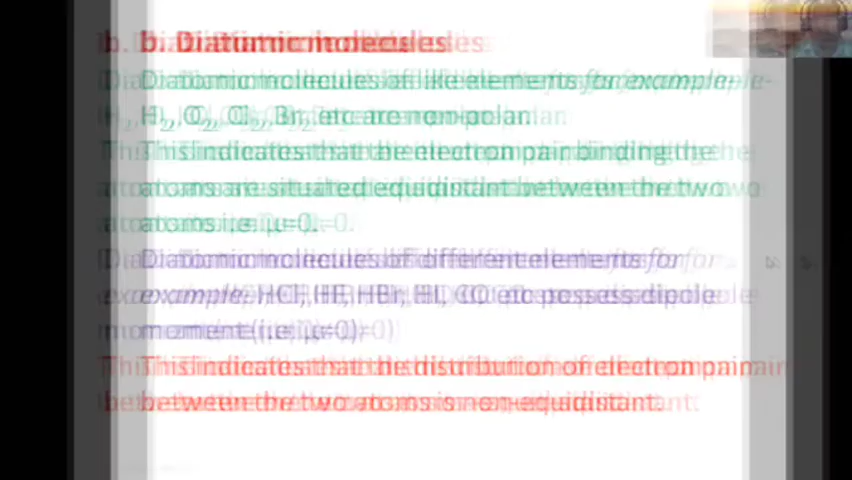 b. Diatomic molecules
Diatomic molecules of like elements for example-
H₂, O₂, Cl₂, Br₂, etc are non-polar.
This indicates that the electron pair binding the
atoms are situated equidistant between the two
atoms i.e. μ=0.
Diatomic molecules of different elements for
example- HCl, HF, HBr, HI, CO etc possess dipole
moment (i.e. μ≠0)
This indicates that the distribution of electron pair
between the two atoms is non-equidistant.